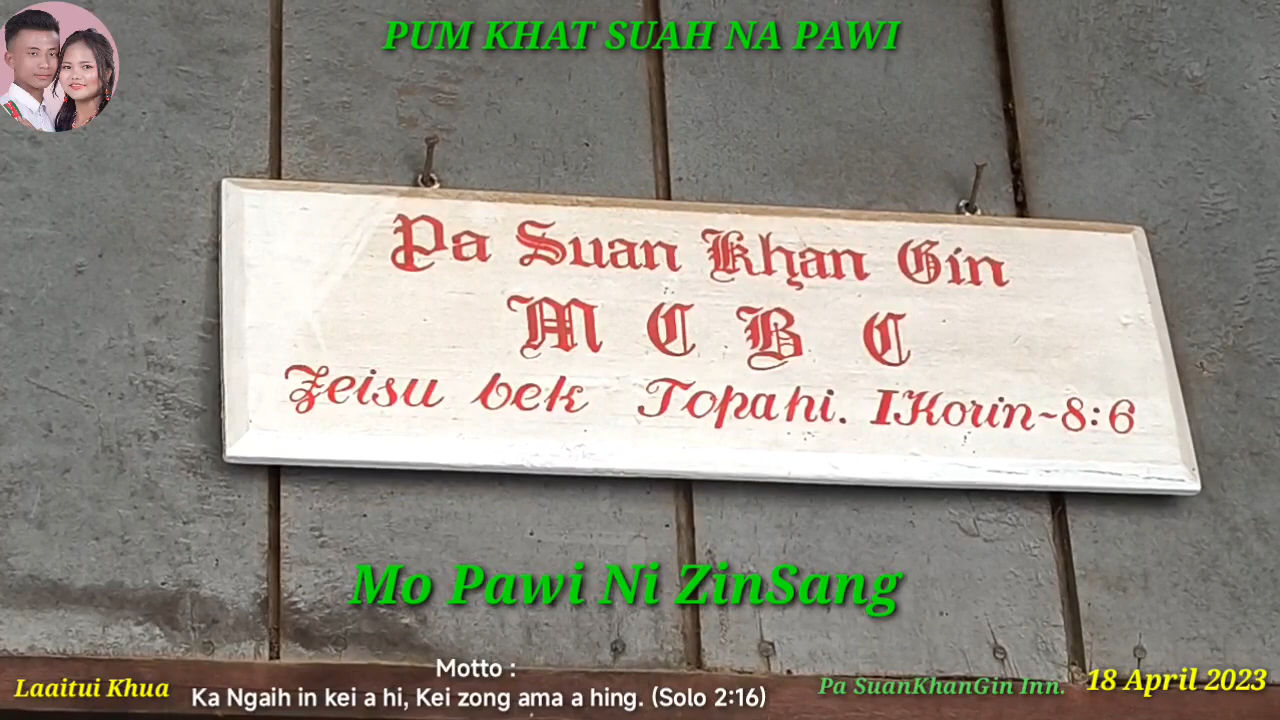 PUM KHAT SUAH NA PAWI
Pa Suan Khan Gin
M C B C
Zeisu bek Topa hi. I Korin~8:6
Mo Pawi Ni ZinSang
Motto :
Laaitui Khua
Ka Ngaih in kei a hi, Kei zong ama a hing. (Solo 2:16)
Pa SuanKhanGin Inn.
18 April 2023